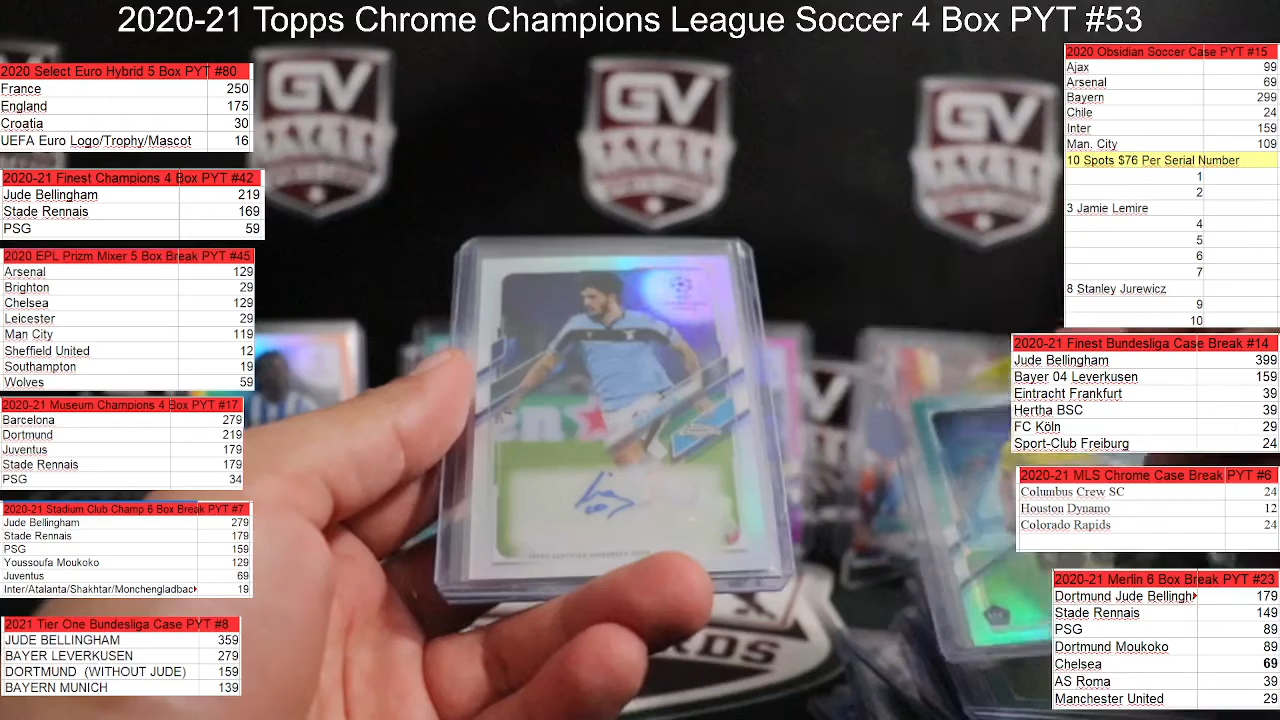 2020-21 Topps Chrome Champions League Soccer 4 Box PYT #53
2020 Select Euro Hybrid 5 Box PYT #80
France 250
England 175
Croatia 30
UEFA Euro Logo/Trophy/Mascot 16
2020-21 Finest Champions 4 Box PYT #42
Jude Bellingham 219
Stade Rennais 169
PSG 59
2020 EPL Prizm Mixer 5 Box Break PYT #45
Arsenal 129
Brighton 29
Chelsea 129
Leicester 29
Man City 119
Sheffield United 12
Southampton 19
Wolves 59
2020-21 Museum Champions 4 Box PYT #17
Barcelona 279
Dortmund 219
Juventus 179
Stade Rennais 179
PSG 34
2020-21 Stadium Club Champ 6 Box Break PYT #7
Jude Bellingham 279
Stade Rennais 179
PSG 159
Youssoufa Moukoko 129
Juventus 69
Inter/Atalanta/Shakhtar/Monchengladbac 19
2021 Tier One Bundesliga Case PYT #8
JUDE BELLINGHAM 359
BAYER LEVERKUSEN 279
DORTMUND (WITHOUT JUDE) 159
BAYERN MUNICH 139
2020 Obsidian Soccer Case PYT #15
Ajax 99
Arsenal 69
Bayern 299
Chile 24
Inter 159
Man. City 109
10 Spots $76 Per Serial Number
1
2
3 Jamie Lemire
4
5
6
7
8 Stanley Jurewicz
9
10
2020-21 Finest Bundesliga Case Break #14
Jude Bellingham 399
Bayer 04 Leverkusen 159
Eintracht Frankfurt 39
Hertha BSC 39
FC Köln 29
Sport-Club Freiburg 24
2020-21 MLS Chrome Case Break PYT #6
Columbus Crew SC 24
Houston Dynamo 12
Colorado Rapids 24
2020-21 Merlin 6 Box Break PYT #23
Dortmund Jude Bellingh 179
Stade Rennais 149
PSG 89
Dortmund Moukoko 89
Chelsea 69
AS Roma 39
Manchester United 29
GV
GV
GV